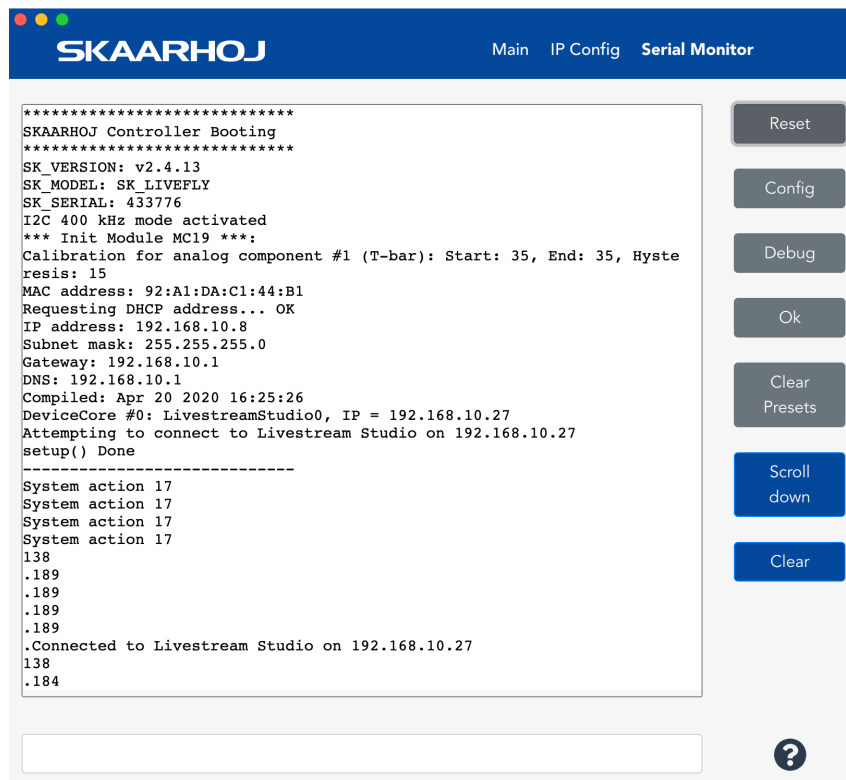 SKAARHOJ
Main IP Config Serial Monitor
*****************************
SKAARHOJ Controller Booting
*****************************
SK_VERSION: v2.4.13
SK_MODEL: SK_LIVEFLY
SK_SERIAL: 433776
I2C 400 kHz mode activated
*** Init Module MC19 ***:
Calibration for analog component #1 (T-bar): Start: 35, End: 35, Hyste
resis: 15
MAC address: 92:A1:DA:C1:44:B1
Requesting DHCP address... OK
IP address: 192.168.10.8
Subnet mask: 255.255.255.0
Gateway: 192.168.10.1
DNS: 192.168.10.1
Compiled: Apr 20 2020 16:25:26
DeviceCore #0: LivestreamStudio0, IP = 192.168.10.27
Attempting to connect to Livestream Studio on 192.168.10.27
setup() Done
-----------------------------
System action 17
System action 17
System action 17
System action 17
138
.189
.189
.189
.189
.Connected to Livestream Studio on 192.168.10.27
138
.184
Reset
Config
Debug
Ok
Clear
Presets
Scroll
down
Clear
?